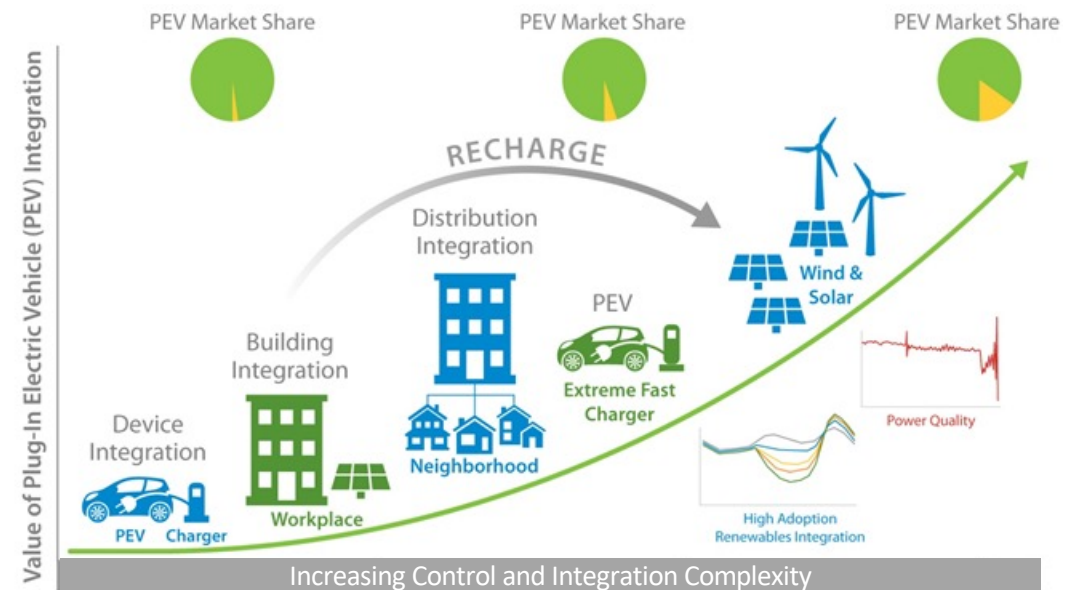 PEV Market Share
PEV Market Share
PEV Market Share
Value of Plug-In Electric Vehicle (PEV) Integration
RECHARGE
Distribution
Integration
Wind &
Solar
PEV
Building
Integration
Extreme Fast
Charger
Power Quality
Device
Integration
Neighborhood
Workplace
PEV
Charger
High Adoption
Renewables Integration
Increasing Control and Integration Complexity